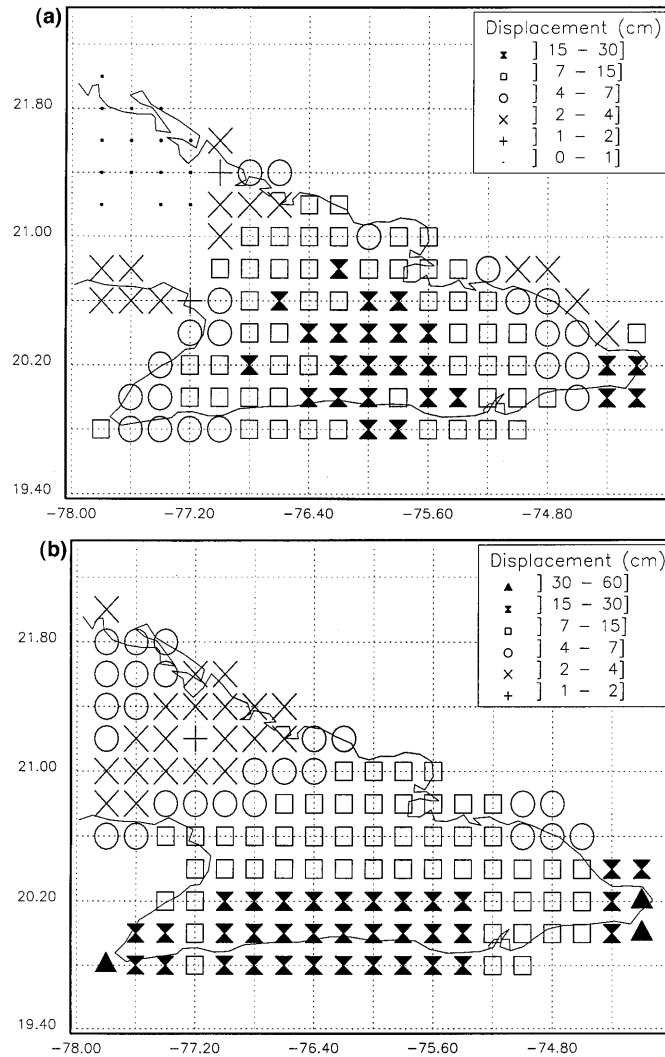 (a)
Displacement (cm)
] 15 – 30]
] 7 – 15]
] 4 – 7]
] 2 – 4]
] 1 – 2]
] 0 – 1]
21.80
21.00
20.20
19.40
−78.00 −77.20 −76.40 −75.60 −74.80
(b)
Displacement (cm)
] 30 – 60]
] 15 – 30]
] 7 – 15]
] 4 – 7]
] 2 – 4]
] 1 – 2]
21.80
21.00
20.20
19.40
−78.00 −77.20 −76.40 −75.60 −74.80